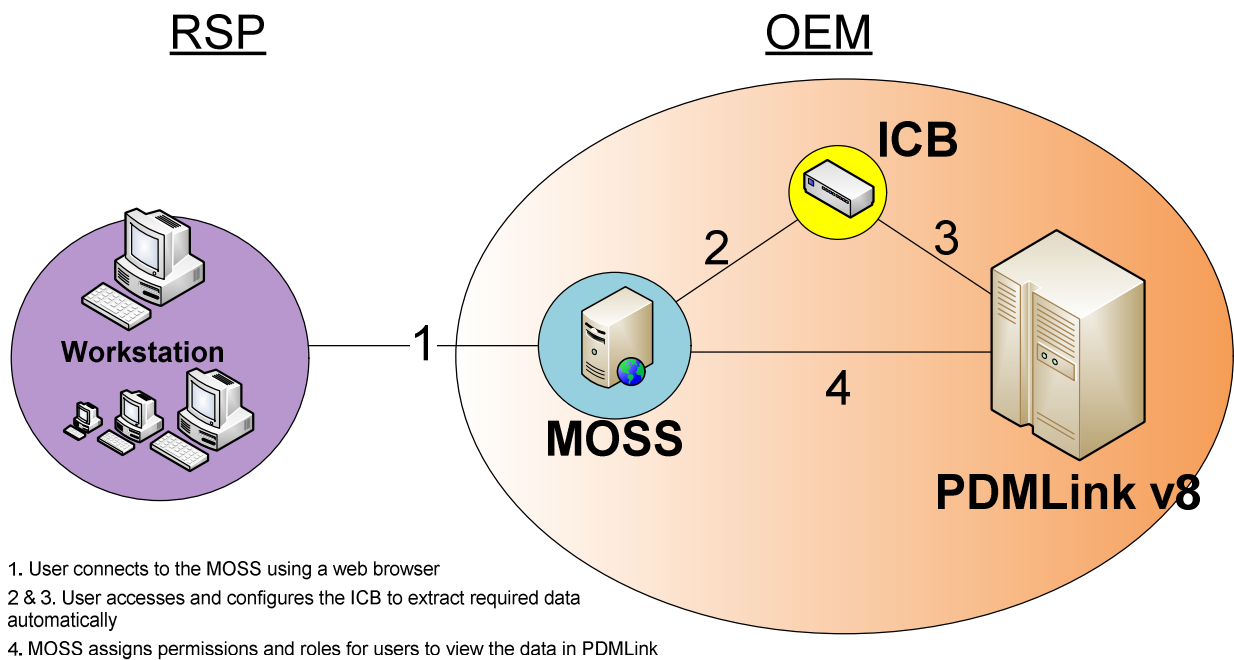 RSP
OEM
ICB
2
3
Workstation
1
4
MOSS
PDMLink v8
1. User connects to the MOSS using a web browser
2 & 3. User accesses and configures the ICB to extract required data
automatically
4. MOSS assigns permissions and roles for users to view the data in PDMLink